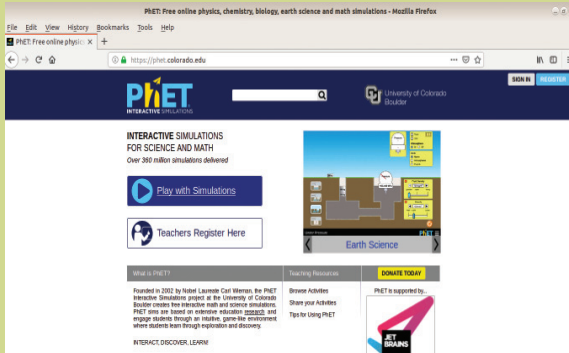 PhET: Free online physics, chemistry, biology, earth science and math simulations - Mozilla Firefox
File Edit View History Bookmarks Tools Help
PhET: Free online physic
https://phet.colorado.edu
SIGN IN REGISTER
PhET
INTERACTIVE SIMULATIONS
University of Colorado
Boulder
INTERACTIVE SIMULATIONS
FOR SCIENCE AND MATH
Over 360 million simulations delivered
Play with Simulations
Teachers Register Here
PhET
Earth Science
What is PhET?
Founded in 2002 by Nobel Laureate Carl Wieman, the PhET
Interactive Simulations project at the University of Colorado
Boulder creates free interactive math and science simulations.
PhET sims are based on extensive education research and
engage students through an intuitive, game-like environment
where students learn through exploration and discovery.
INTERACT, DISCOVER, LEARN!
Teaching Resources
Browse Activities
Share your Activities
Tips for Using PhET
DONATE TODAY
PhET is supported by...
JET
BRAINS